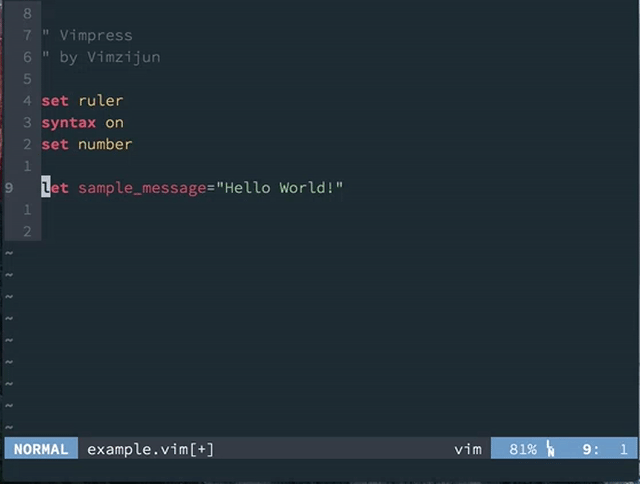 8
7 " Vimpress
6 " by Vimzijun
5
4 set ruler
3 syntax on
2 set number
1
9 let sample_message="Hello World!"
1
2
~
~
~
~
~
~
~
~
~
NORMAL example.vim[+] vim 81% LN 9: 1